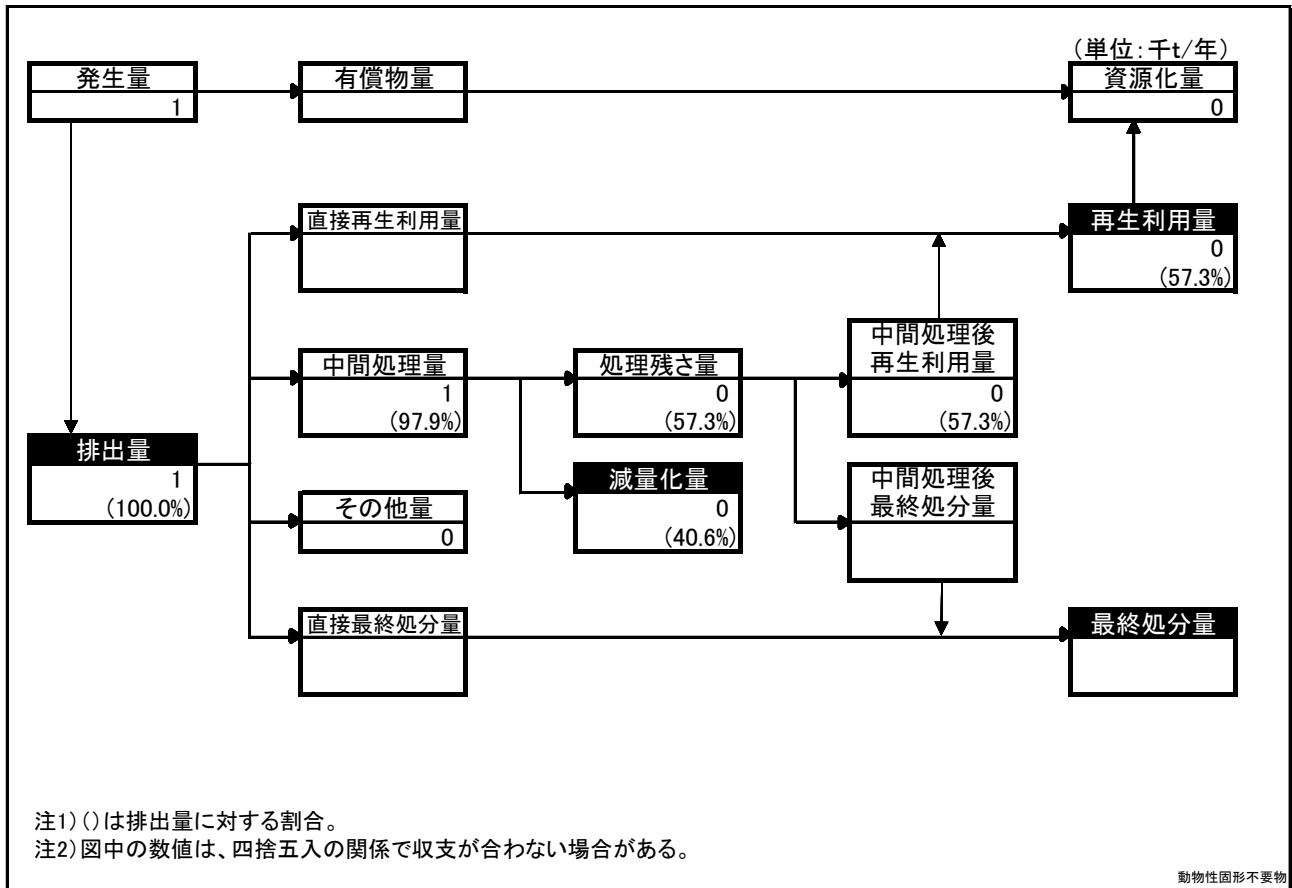 (単位:千t/年)
発生量
1
有償物量
資源化量
0
直接再生利用量
再生利用量
0
(57.3%)
中間処理量
1
(97.9%)
処理残さ量
0
(57.3%)
中間処理後
再生利用量
0
(57.3%)
排出量
1
(100.0%)
その他量
0
減量化量
0
(40.6%)
中間処理後
最終処分量
直接最終処分量
最終処分量
注1)()は排出量に対する割合。
注2)図中の数値は、四捨五入の関係で収支が合わない場合がある。
動物性固形不要物